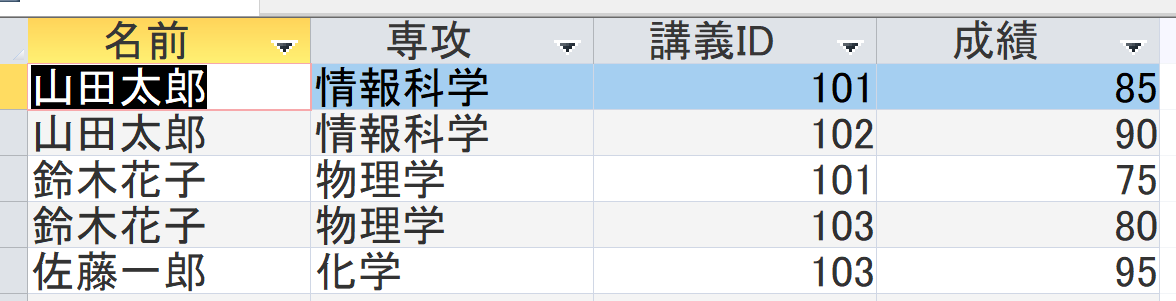 名前 専攻 講義ID 成績
山田太郎 情報科学 101 85
山田太郎 情報科学 102 90
鈴木花子 物理学 101 75
鈴木花子 物理学 103 80
佐藤一郎 化学 103 95